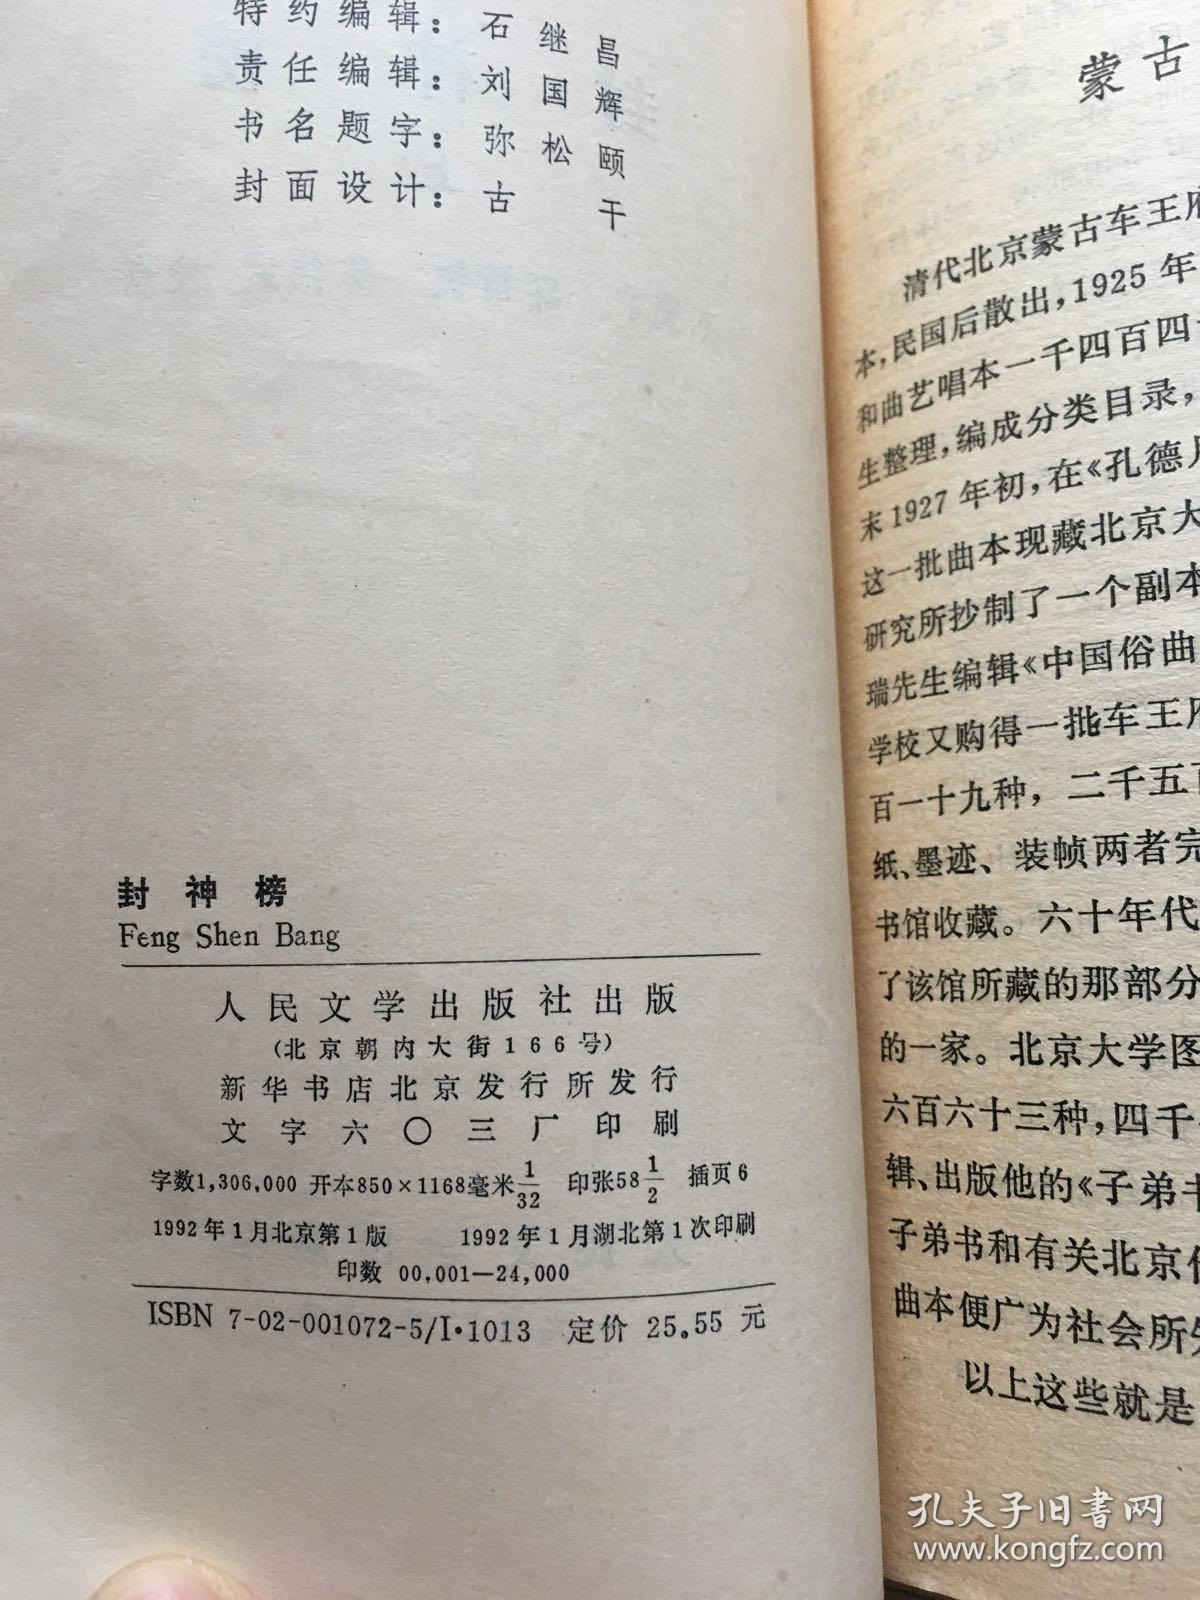 特约编辑：石继昌
责任编辑：刘国辉
书名题字：弥松颐
封面设计：古干
封神榜
Feng Shen Bang
人民文学出版社出版
（北京朝内大街166号）
新华书店北京发行所发行
文字六〇三厂印刷
字数1,306,000 开本850×1168毫米1/32 印张58 1/2 插页6
1992年1月北京第1版 1992年1月湖北第1次印刷
印数 00,001—24,000
ISBN 7-02-001072-5/I·1013 定价 25.55 元
蒙古
清代北京蒙古车王府
本,民国后散出,1925年
和曲艺唱本一千四百四
生整理,编成分类目录,
末1927年初,在《孔德月
这一批曲本现藏北京大
研究所抄制了一个副本
瑞先生编辑《中国俗曲
学校又购得一批车王府
百一十九种，二千五百
纸、墨迹、装帧两者完
书馆收藏。六十年代
了该馆所藏的那部分
的一家。北京大学图
六百六十三种,四千
辑、出版他的《子弟书
子弟书和有关北京俗
曲本便广为社会所知
以上这些就是
孔夫子旧书网
www.kongfz.com